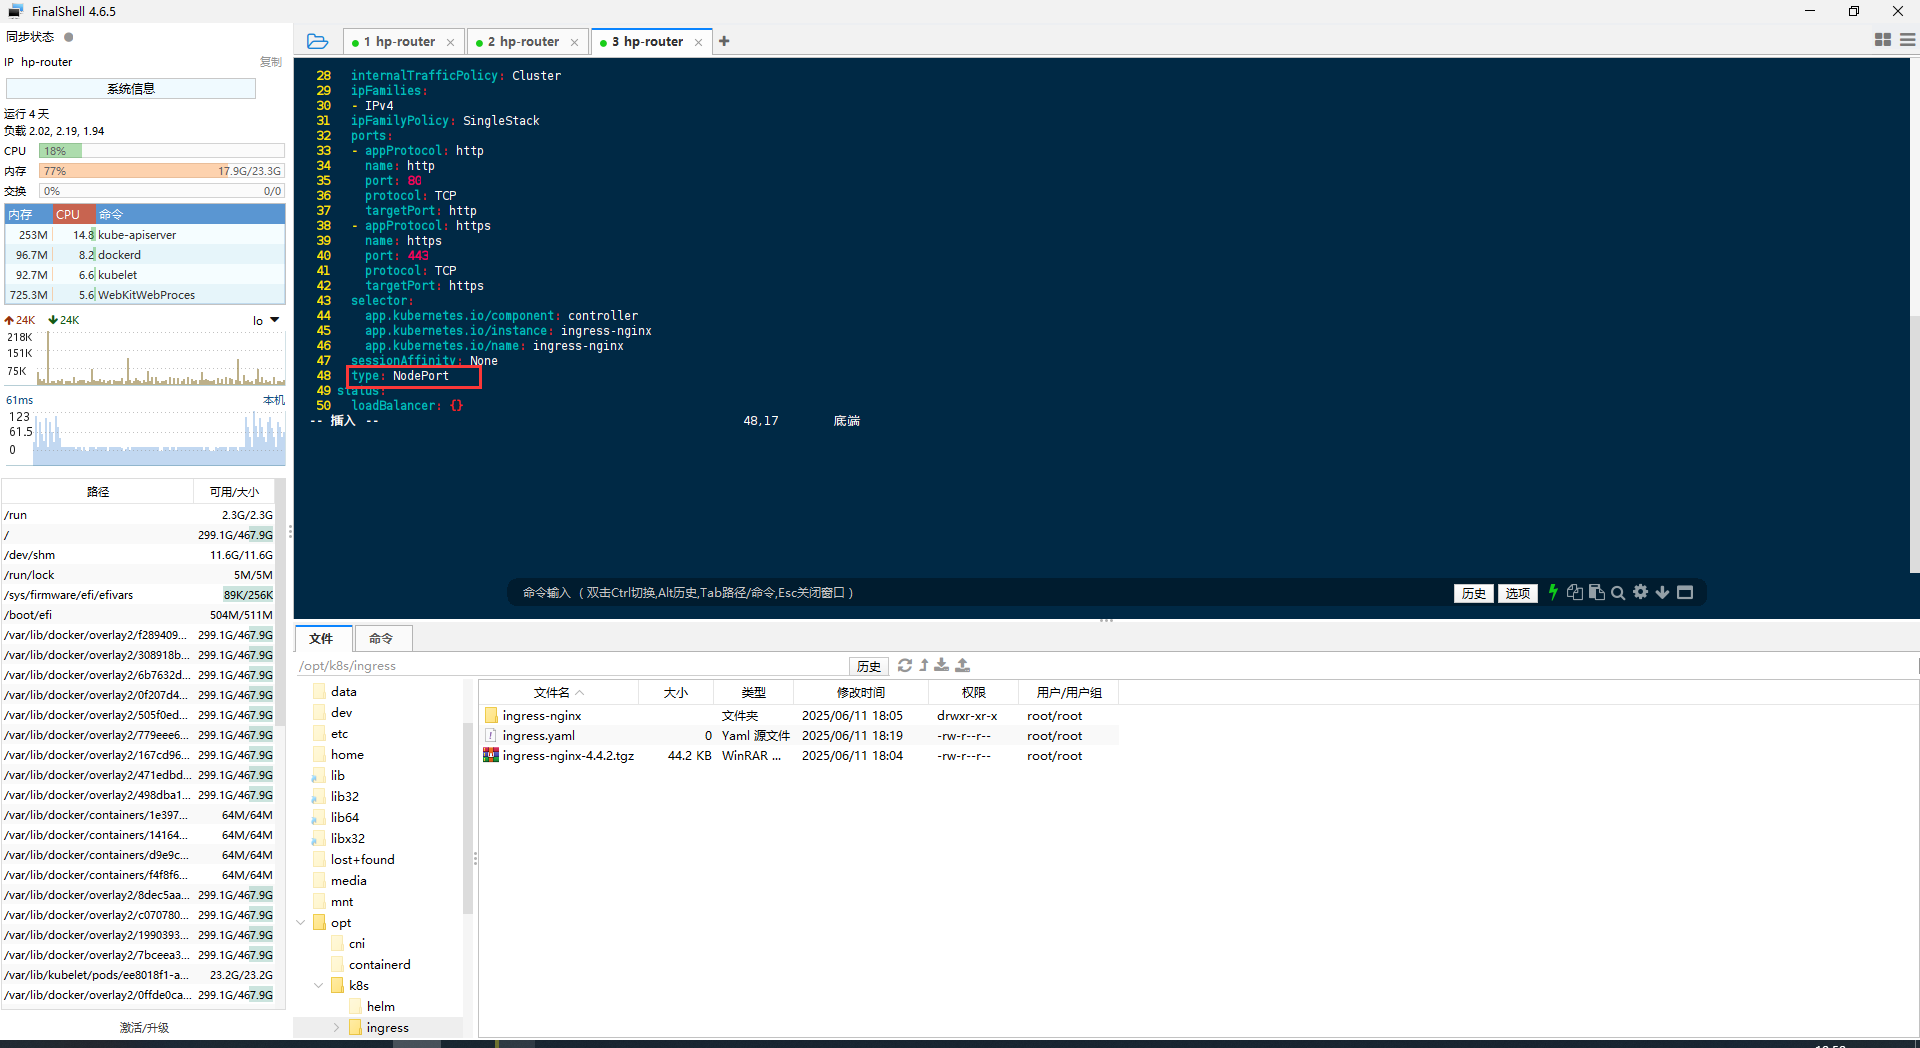 FinalShell 4.6.5
同步状态
IP hp-router 复制
系统信息
运行 4 天
负载 2.02, 2.19, 1.94
CPU 18%
内存 77% 17.9G/23.3G
交换 0% 0/0
内存 CPU 命令
253M 14.8 kube-apiserver
96.7M 8.2 dockerd
92.7M 6.6 kubelet
725.3M 5.6 WebKitWebProces
24K 24K lo
218K
151K
75K
61ms 本机
123
61.5
0
路径 可用/大小
/run 2.3G/2.3G
/ 299.1G/467.9G
/dev/shm 11.6G/11.6G
/run/lock 5M/5M
/sys/firmware/efi/efivars 89K/256K
/boot/efi 504M/511M
/var/lib/docker/overlay2/f289409... 299.1G/467.9G
/var/lib/docker/overlay2/308918b... 299.1G/467.9G
/var/lib/docker/overlay2/6b7632d... 299.1G/467.9G
/var/lib/docker/overlay2/0f207d4... 299.1G/467.9G
/var/lib/docker/overlay2/505f0ed... 299.1G/467.9G
/var/lib/docker/overlay2/779eee6... 299.1G/467.9G
/var/lib/docker/overlay2/167cd96... 299.1G/467.9G
/var/lib/docker/overlay2/471edbd... 299.1G/467.9G
/var/lib/docker/overlay2/498dba1... 299.1G/467.9G
/var/lib/docker/containers/1e397... 64M/64M
/var/lib/docker/containers/14164... 64M/64M
/var/lib/docker/containers/d9e9c... 64M/64M
/var/lib/docker/containers/f4f8f6... 64M/64M
/var/lib/docker/overlay2/8dec5aa... 299.1G/467.9G
/var/lib/docker/overlay2/c070780... 299.1G/467.9G
/var/lib/docker/overlay2/1990393... 299.1G/467.9G
/var/lib/docker/overlay2/7bceea3... 299.1G/467.9G
/var/lib/kubelet/pods/ee8018f1-a... 23.2G/23.2G
/var/lib/docker/overlay2/0ffde0ca... 299.1G/467.9G
激活/升级
1 hp-router 2 hp-router 3 hp-router
28 internalTrafficPolicy: Cluster
29 ipFamilies:
30 - IPv4
31 ipFamilyPolicy: SingleStack
32 ports:
33 - appProtocol: http
34 name: http
35 port: 80
36 protocol: TCP
37 targetPort: http
38 - appProtocol: https
39 name: https
40 port: 443
41 protocol: TCP
42 targetPort: https
43 selector:
44 app.kubernetes.io/component: controller
45 app.kubernetes.io/instance: ingress-nginx
46 app.kubernetes.io/name: ingress-nginx
47 sessionAffinity: None
48 type: NodePort
49 status:
50 loadBalancer: {}
-- 插入 -- 48,17 底端
命令输入 （双击Ctrl切换,Alt历史,Tab路径/命令,Esc关闭窗口） 历史 选项
文件 命令
/opt/k8s/ingress 历史
data
dev
etc
home
lib
lib32
lib64
libx32
lost+found
media
mnt
opt
cni
containerd
k8s
helm
ingress
文件名 大小 类型 修改时间 权限 用户/用户组
ingress-nginx 文件夹 2025/06/11 18:05 drwxr-xr-x root/root
ingress.yaml 0 Yaml 源文件 2025/06/11 18:19 -rw-r--r-- root/root
ingress-nginx-4.4.2.tgz 44.2 KB WinRAR ... 2025/06/11 18:04 -rw-r--r-- root/root